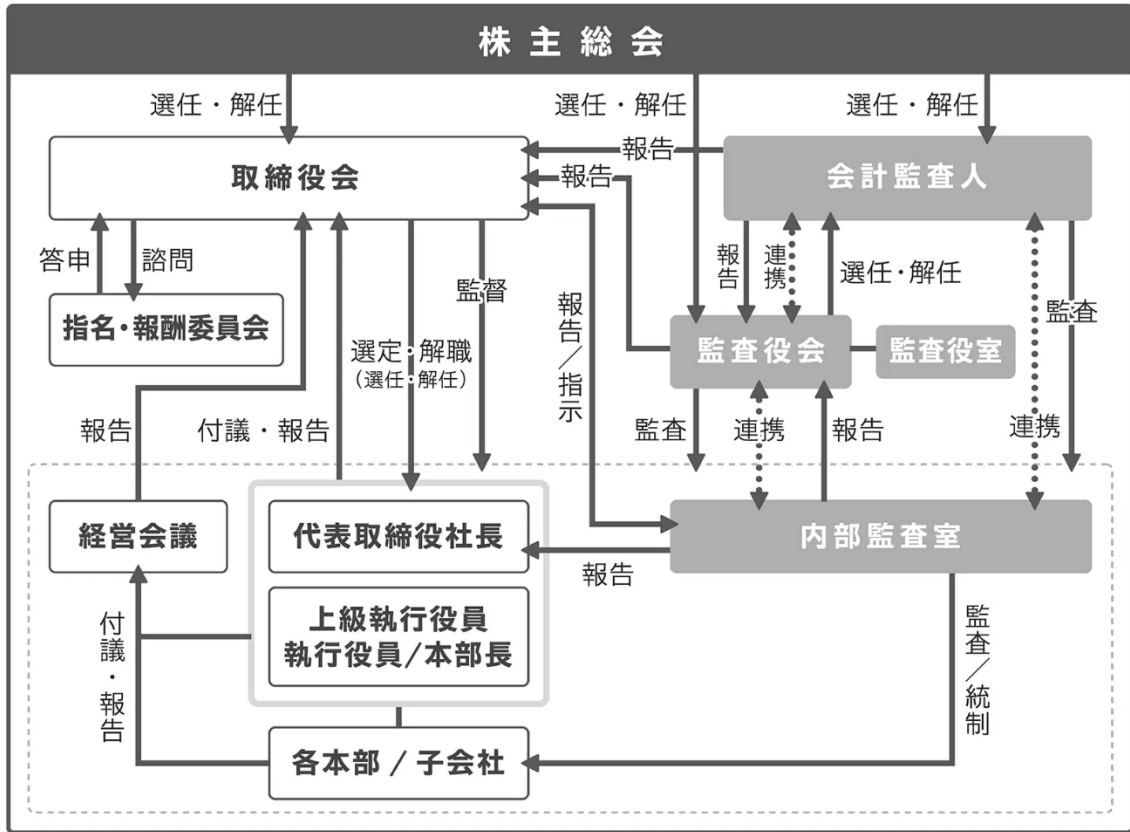 株主総会
選任・解任
選任・解任
選任・解任
取締役会
報告
報告
会計監査人
答申
諮問
監督
報告
連携
選任・解任
監査
指名・報酬委員会
選定・解職
(選任・解任)
報告／指示
監査役会
監査役室
報告
付議・報告
監査
連携
報告
連携
経営会議
代表取締役社長
報告
内部監査室
上級執行役員
執行役員/本部長
付議・報告
監査／統制
各本部 / 子会社